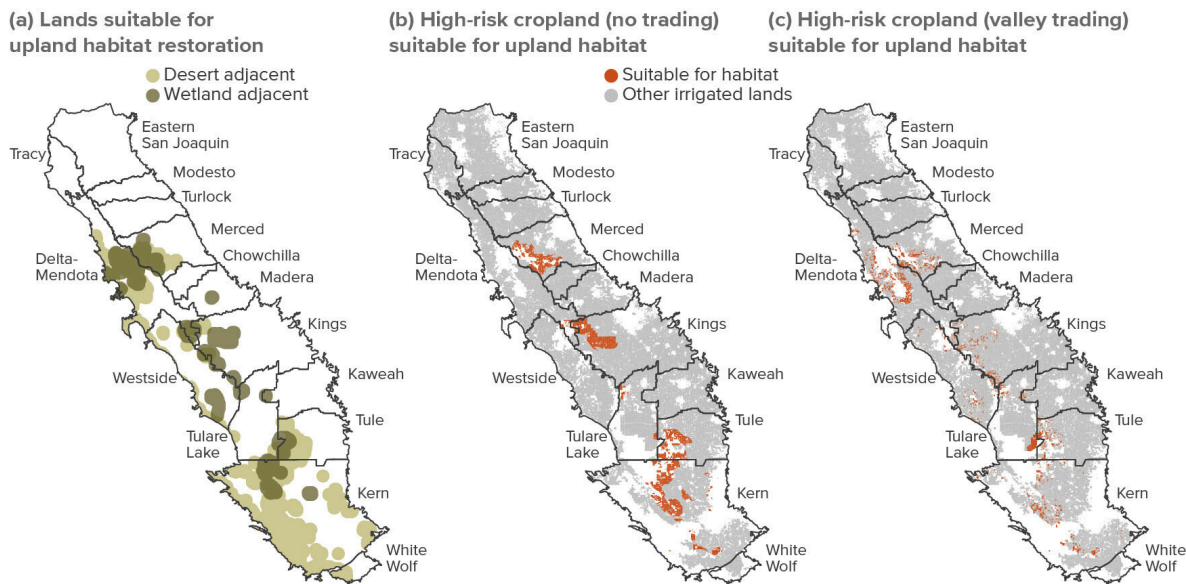 (a) Lands suitable for
upland habitat restoration
Desert adjacent
Wetland adjacent
Eastern
San Joaquin
Tracy
Modesto
Turlock
Merced
Delta-
Mendota
Chowchilla
Madera
Kings
Westside
Kaweah
Tule
Tulare
Lake
Kern
White
Wolf
(b) High-risk cropland (no trading)
suitable for upland habitat
Suitable for habitat
Other irrigated lands
Eastern
San Joaquin
Tracy
Modesto
Turlock
Merced
Delta-
Mendota
Chowchilla
Madera
Kings
Westside
Kaweah
Tule
Tulare
Lake
Kern
White
Wolf
(c) High-risk cropland (valley trading)
suitable for upland habitat
Eastern
San Joaquin
Tracy
Modesto
Turlock
Merced
Delta-
Mendota
Chowchilla
Madera
Kings
Westside
Kaweah
Tule
Tulare
Lake
Kern
White
Wolf